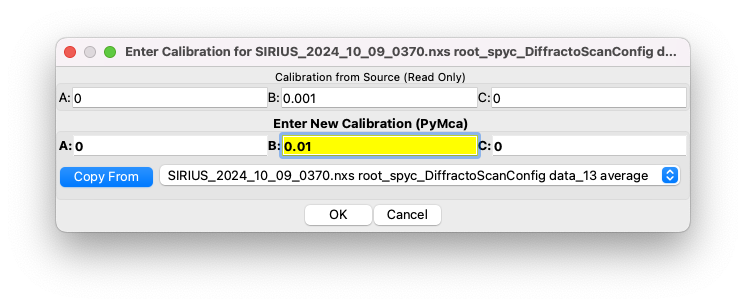 Enter Calibration for SIRIUS_2024_10_09_0370.nxs root_spyc_DiffractoScanConfig d...
Calibration from Source (Read Only)
A: 0 B: 0.001 C: 0
Enter New Calibration (PyMca)
A: 0 B: 0.01 C: 0
Copy From SIRIUS_2024_10_09_0370.nxs root_spyc_DiffractoScanConfig data_13 average
OK Cancel